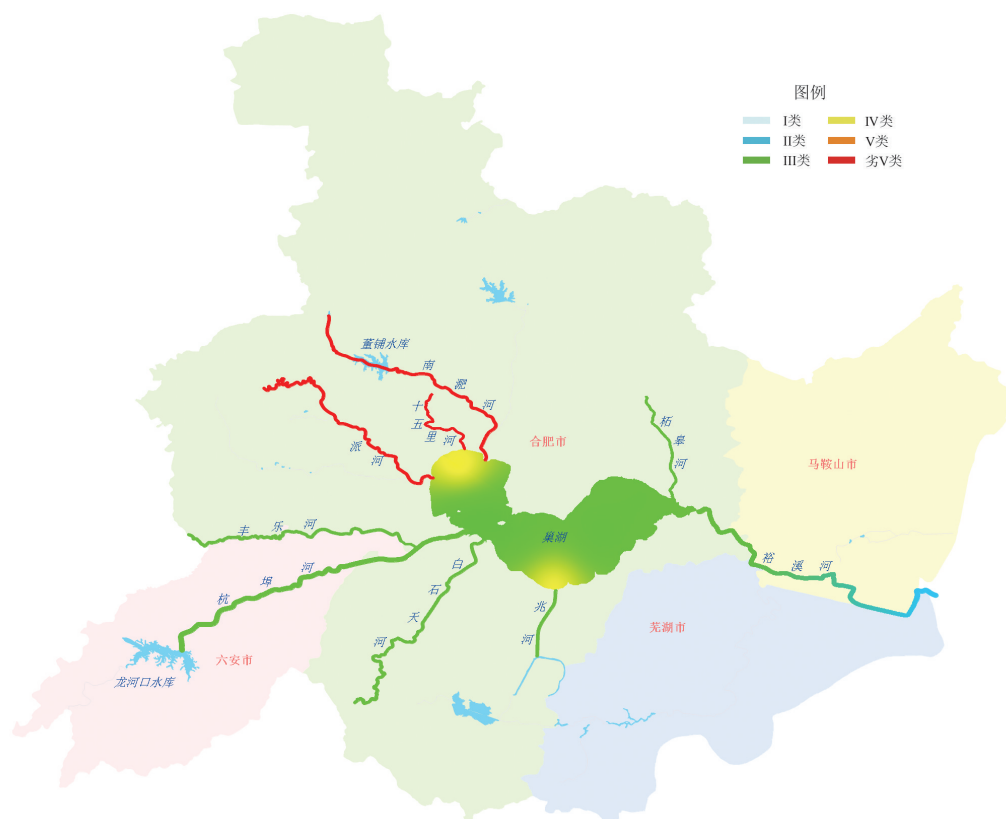 图例
I类
IV类
II类
V类
III类
劣V类
董铺水库
南淝河
十五里河
派河
合肥市
柘皋河
马鞍山市
丰乐河
巢湖
杭埠河
白石天河
裕溪河
兆河
芜湖市
六安市
龙河口水库